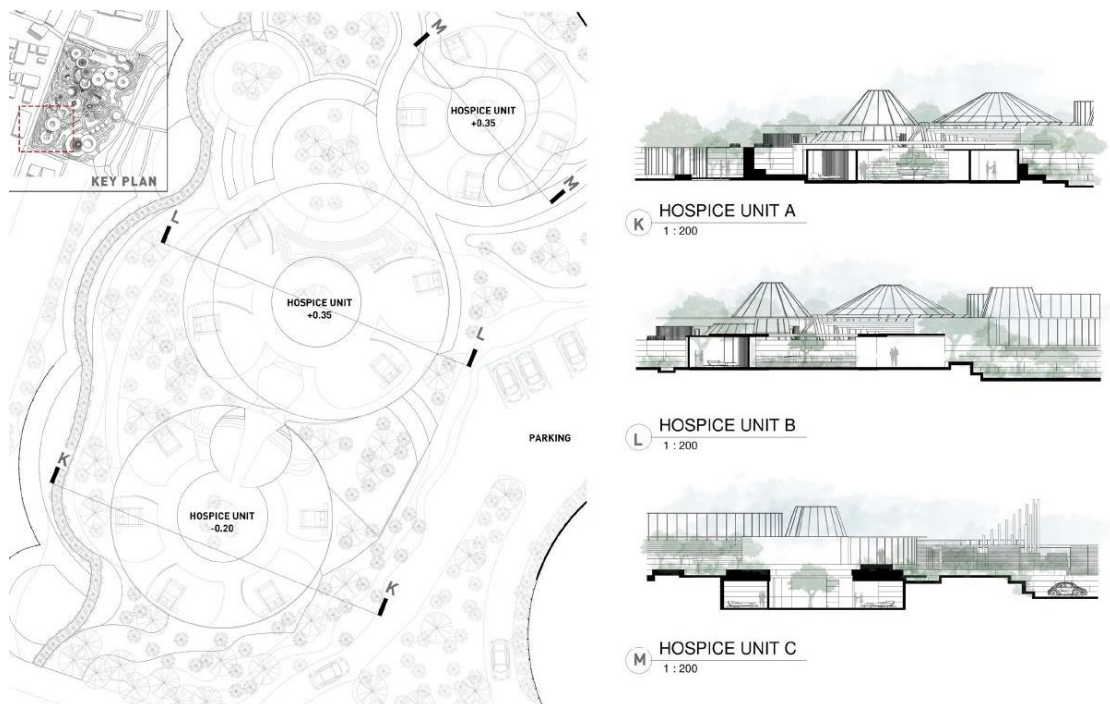 KEY PLAN
M
HOSPICE UNIT
+0.35
M
L
HOSPICE UNIT
+0.35
L
PARKING
K
HOSPICE UNIT
-0.20
K
K
HOSPICE UNIT A
1 : 200
L
HOSPICE UNIT B
1 : 200
M
HOSPICE UNIT C
1 : 200